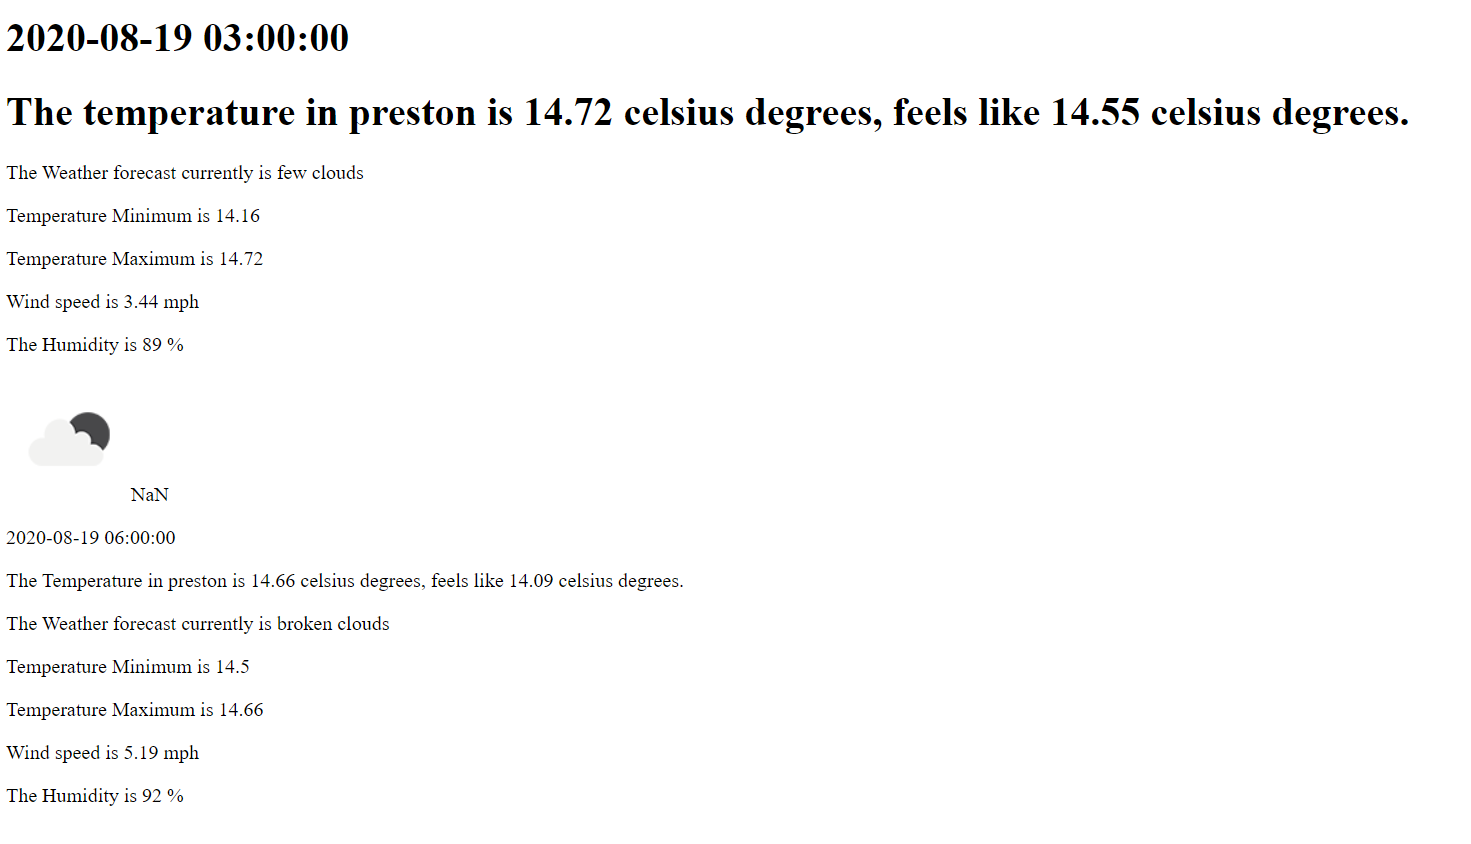 2020-08-19 03:00:00
The temperature in preston is 14.72 celsius degrees, feels like 14.55 celsius degrees.
The Weather forecast currently is few clouds
Temperature Minimum is 14.16
Temperature Maximum is 14.72
Wind speed is 3.44 mph
The Humidity is 89 %
NaN
2020-08-19 06:00:00
The Temperature in preston is 14.66 celsius degrees, feels like 14.09 celsius degrees.
The Weather forecast currently is broken clouds
Temperature Minimum is 14.5
Temperature Maximum is 14.66
Wind speed is 5.19 mph
The Humidity is 92 %